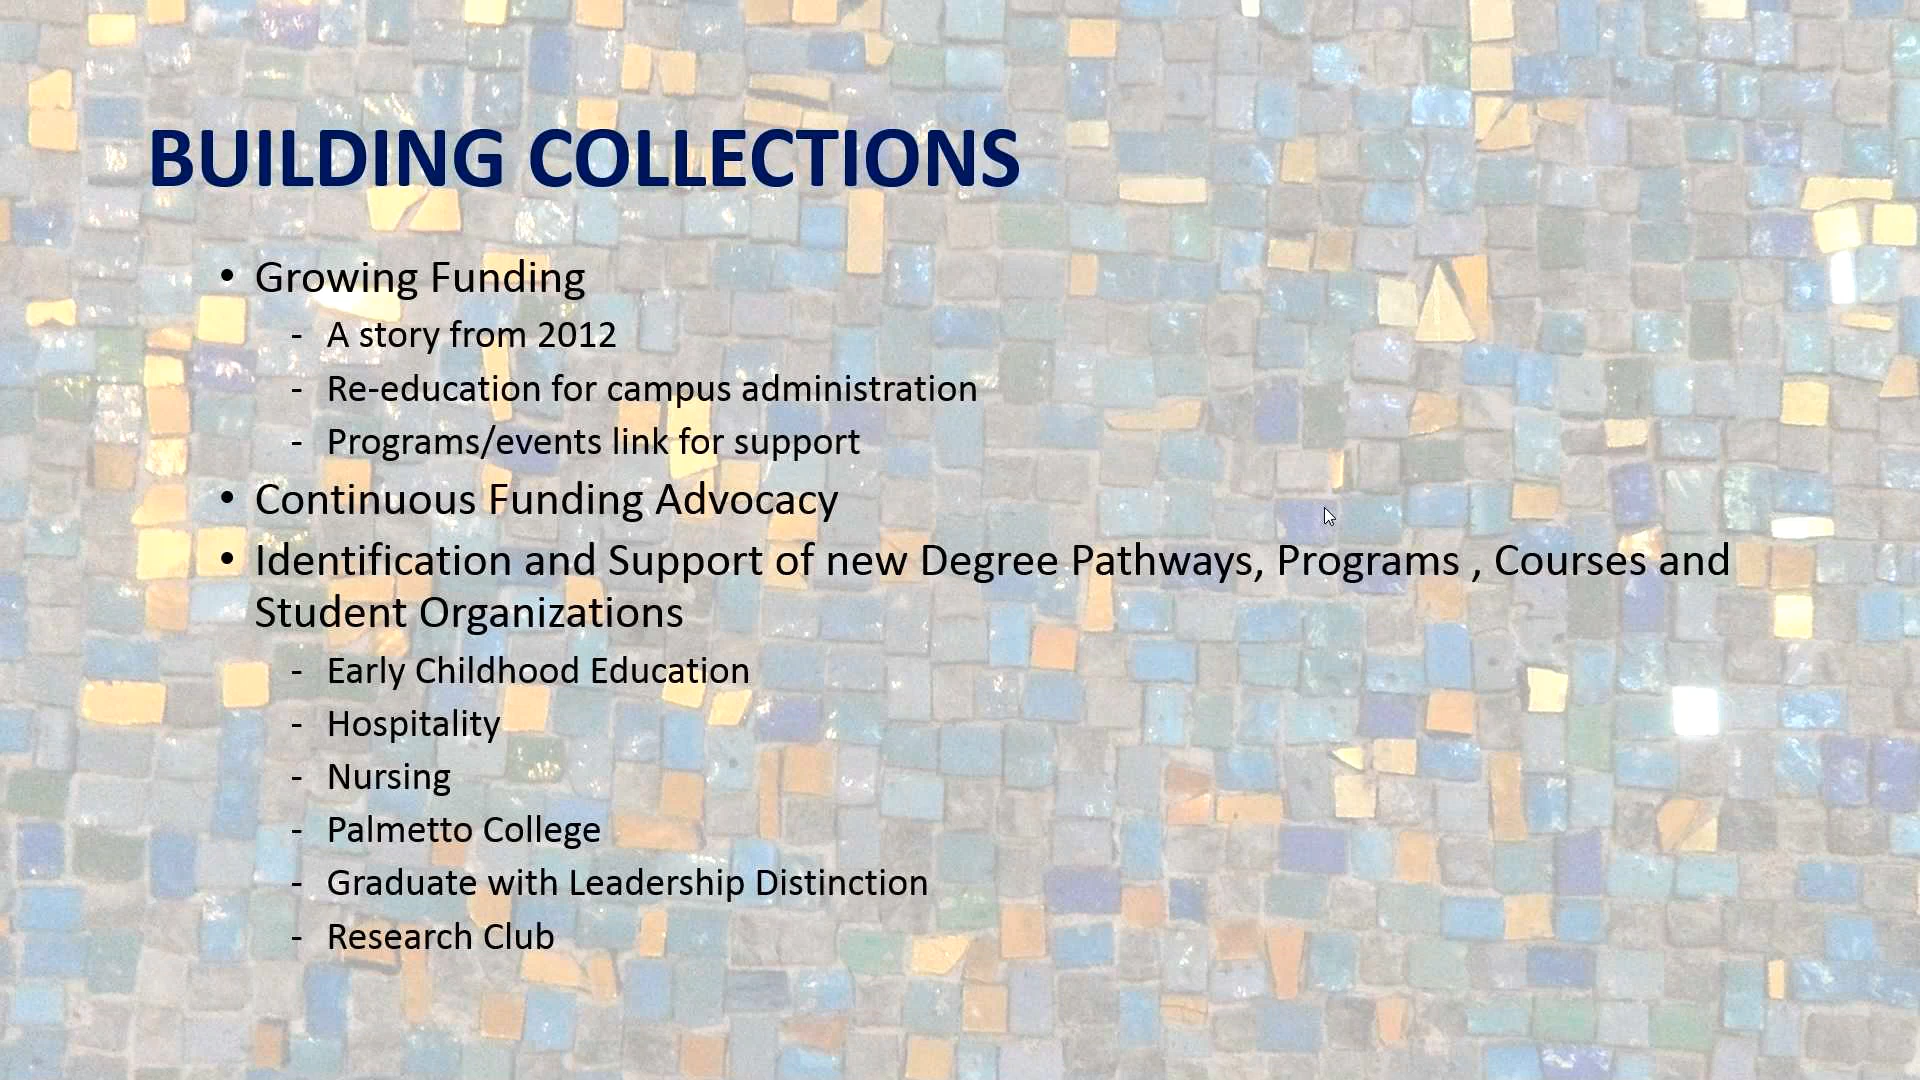 BUILDING COLLECTIONS
• Growing Funding
- A story from 2012
- Re-education for campus administration
- Programs/events link for support
• Continuous Funding Advocacy
• Identification and Support of new Degree Pathways, Programs , Courses and
Student Organizations
- Early Childhood Education
- Hospitality
- Nursing
- Palmetto College
- Graduate with Leadership Distinction
- Research Club